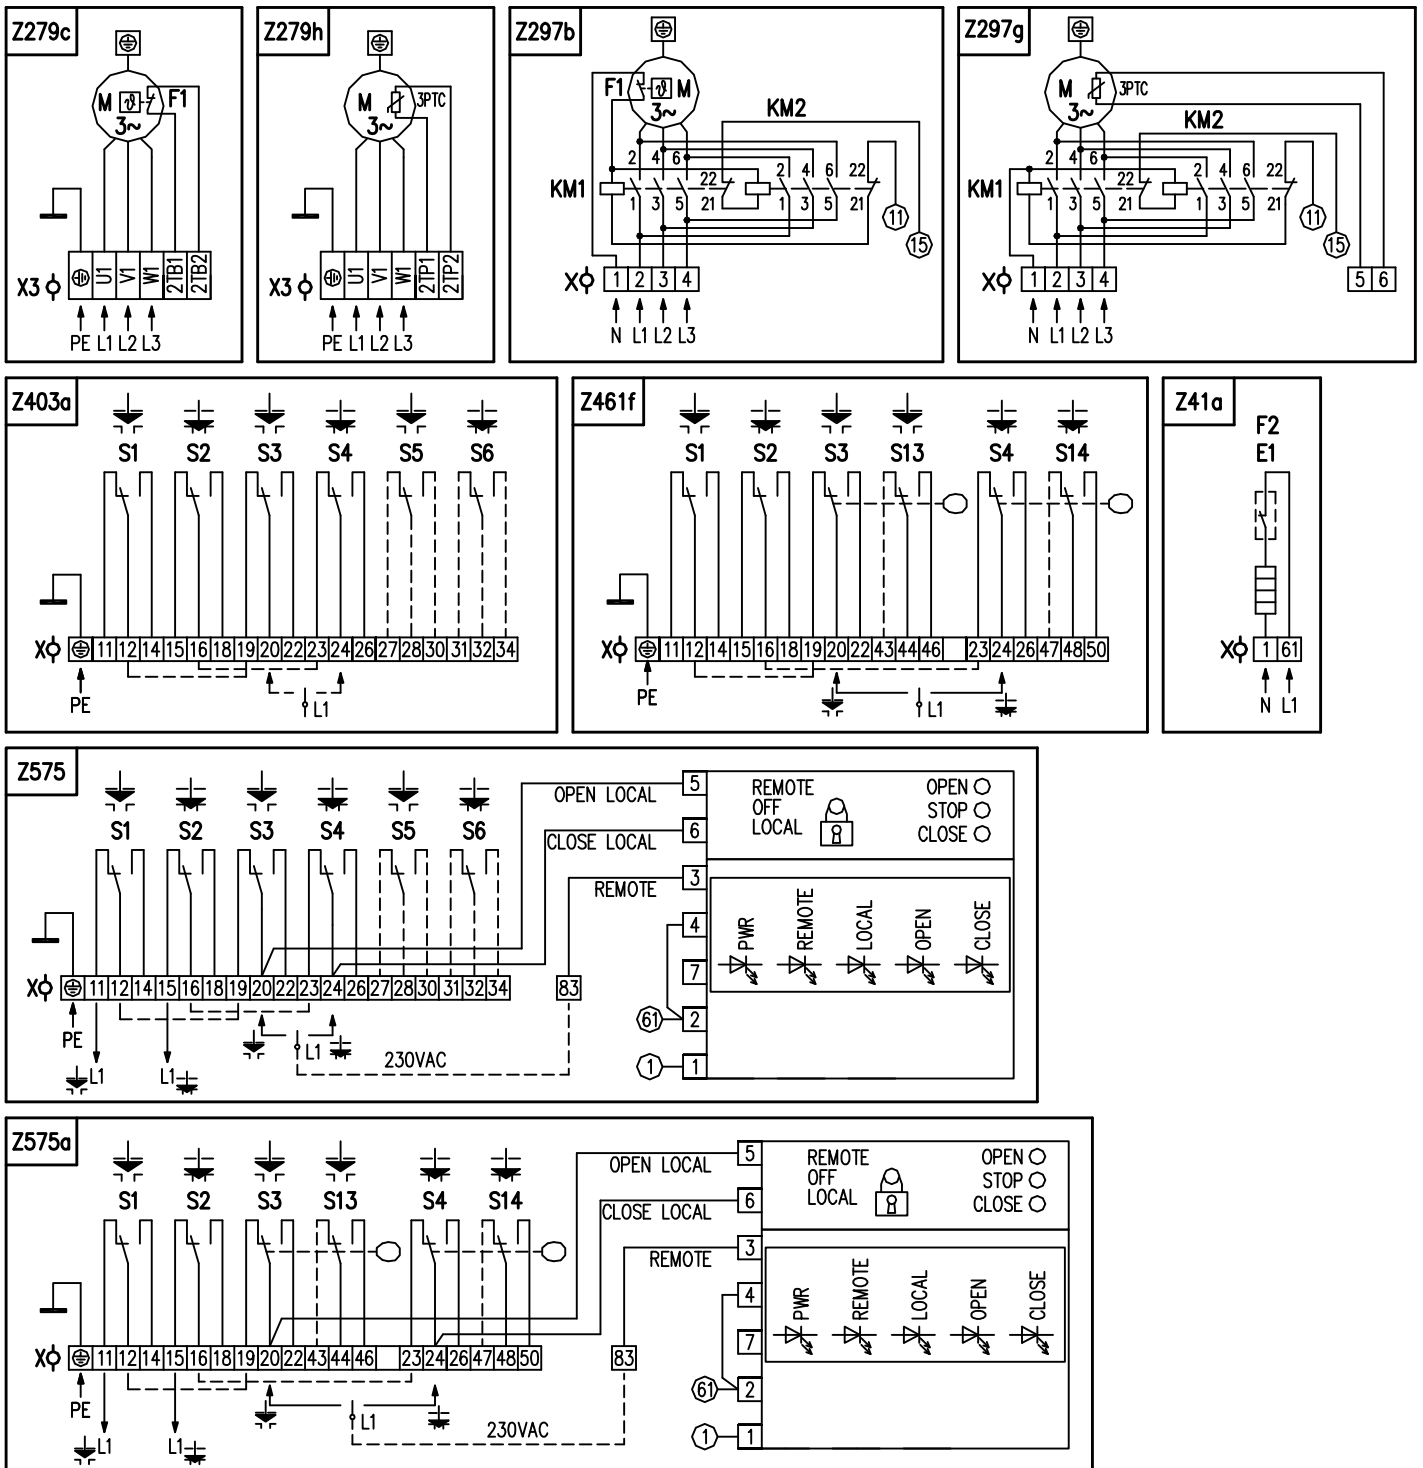 Z279c
M ϑ F1
3~
X3 U1 V1 W1 2TB1 2TB2
PE L1 L2 L3
Z279h
M 3PTC
3~
X3 U1 V1 W1 2TP1 2TP2
PE L1 L2 L3
Z297b
F1 ϑ M
3~
KM2
2 4 6 22 2 4 6 22
KM1
1 3 5 21 1 3 5 21
11
15
X 1 2 3 4
N L1 L2 L3
Z297g
M 3PTC
3~
KM2
2 4 6 22 2 4 6 22
KM1
1 3 5 21 1 3 5 21
11
15
X 1 2 3 4 5 6
N L1 L2 L3
Z403a
S1 S2 S3 S4 S5 S6
X 11 12 14 15 16 18 19 20 22 23 24 26 27 28 30 31 32 34
PE
L1
Z461f
S1 S2 S3 S13 S4 S14
X 11 12 14 15 16 18 19 20 22 43 44 46 23 24 26 47 48 50
PE
L1
Z41a
F2
E1
X 1 61
N L1
Z575
S1 S2 S3 S4 S5 S6
OPEN LOCAL 5
CLOSE LOCAL 6
REMOTE 3
4
7
61 2
1 1
REMOTE
OFF
LOCAL
OPEN
STOP
CLOSE
PWR REMOTE LOCAL OPEN CLOSE
X 11 12 14 15 16 18 19 20 22 23 24 26 27 28 30 31 32 34 83
PE
L1 L1 L1
230VAC
Z575a
S1 S2 S3 S13 S4 S14
OPEN LOCAL 5
CLOSE LOCAL 6
REMOTE 3
4
7
61 2
1 1
REMOTE
OFF
LOCAL
OPEN
STOP
CLOSE
PWR REMOTE LOCAL OPEN CLOSE
X 11 12 14 15 16 18 19 20 22 43 44 46 23 24 26 47 48 50 83
PE
L1 L1 L1
230VAC